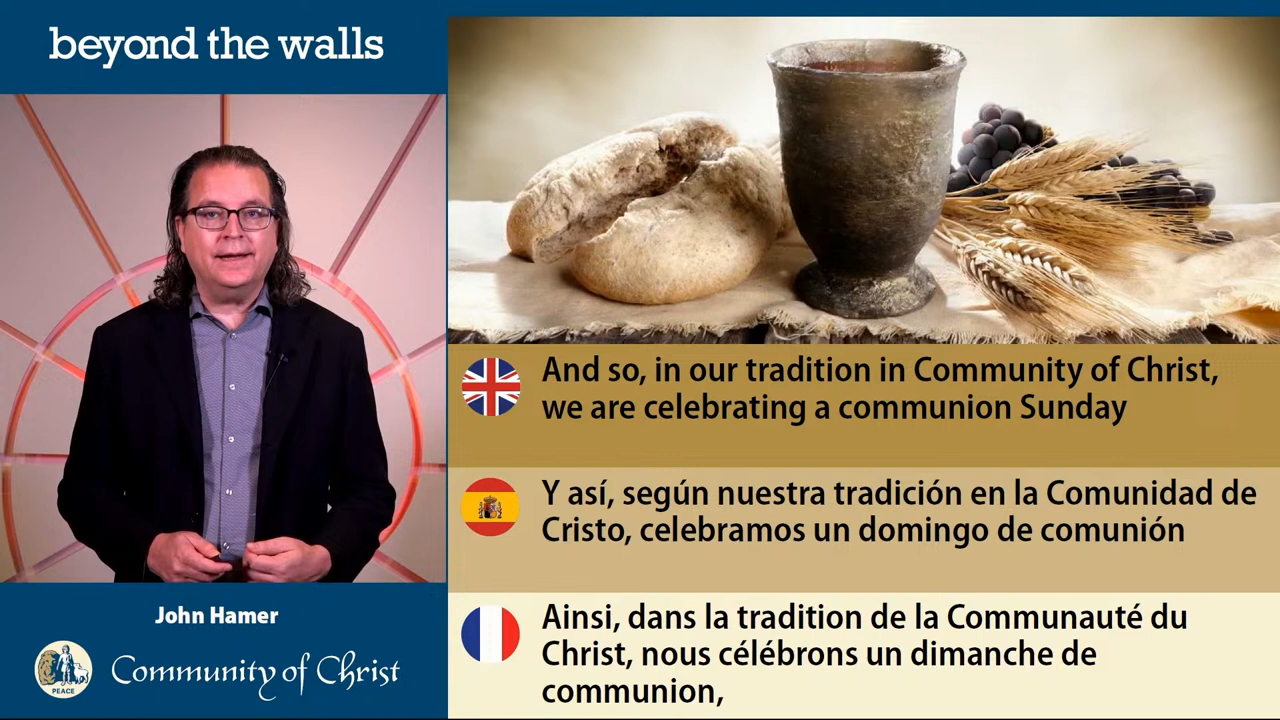 beyond the walls
And so, in our tradition in Community of Christ,
we are celebrating a communion Sunday
Y así, según nuestra tradición en la Comunidad de
Cristo, celebramos un domingo de comunión
Ainsi, dans la tradition de la Communauté du
Christ, nous célébrons un dimanche de
communion,
John Hamer
PEACE
Community of Christ